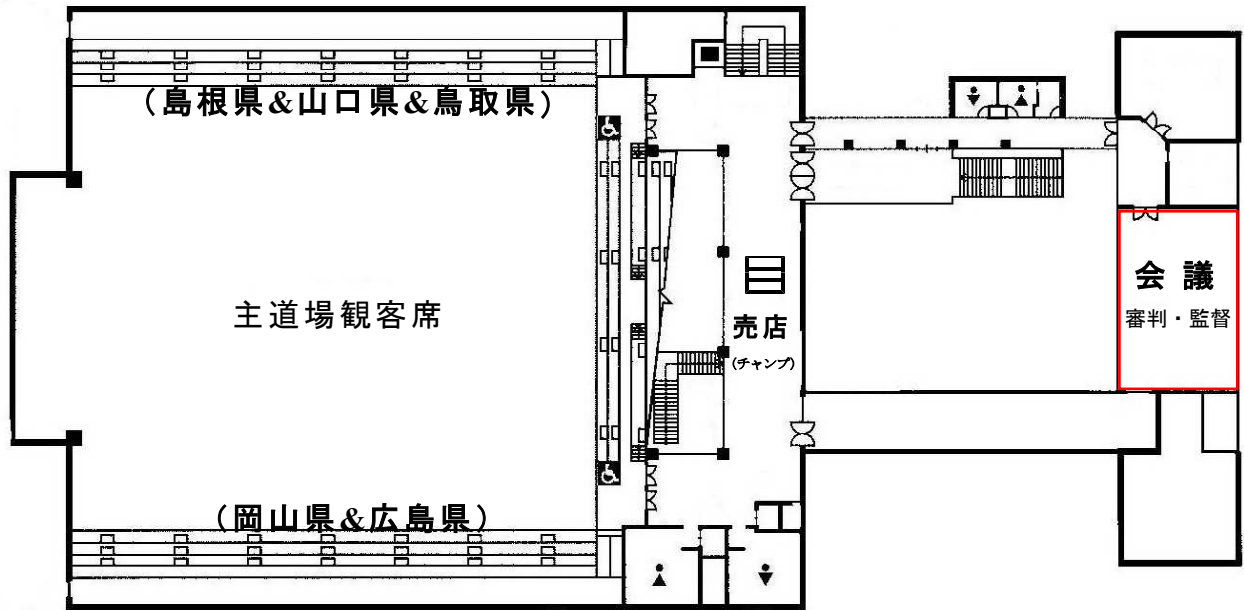 （島根県&山口県&鳥取県）
主道場観客席
（岡山県&広島県）
売店
(チャンプ)
会 議
審判・監督